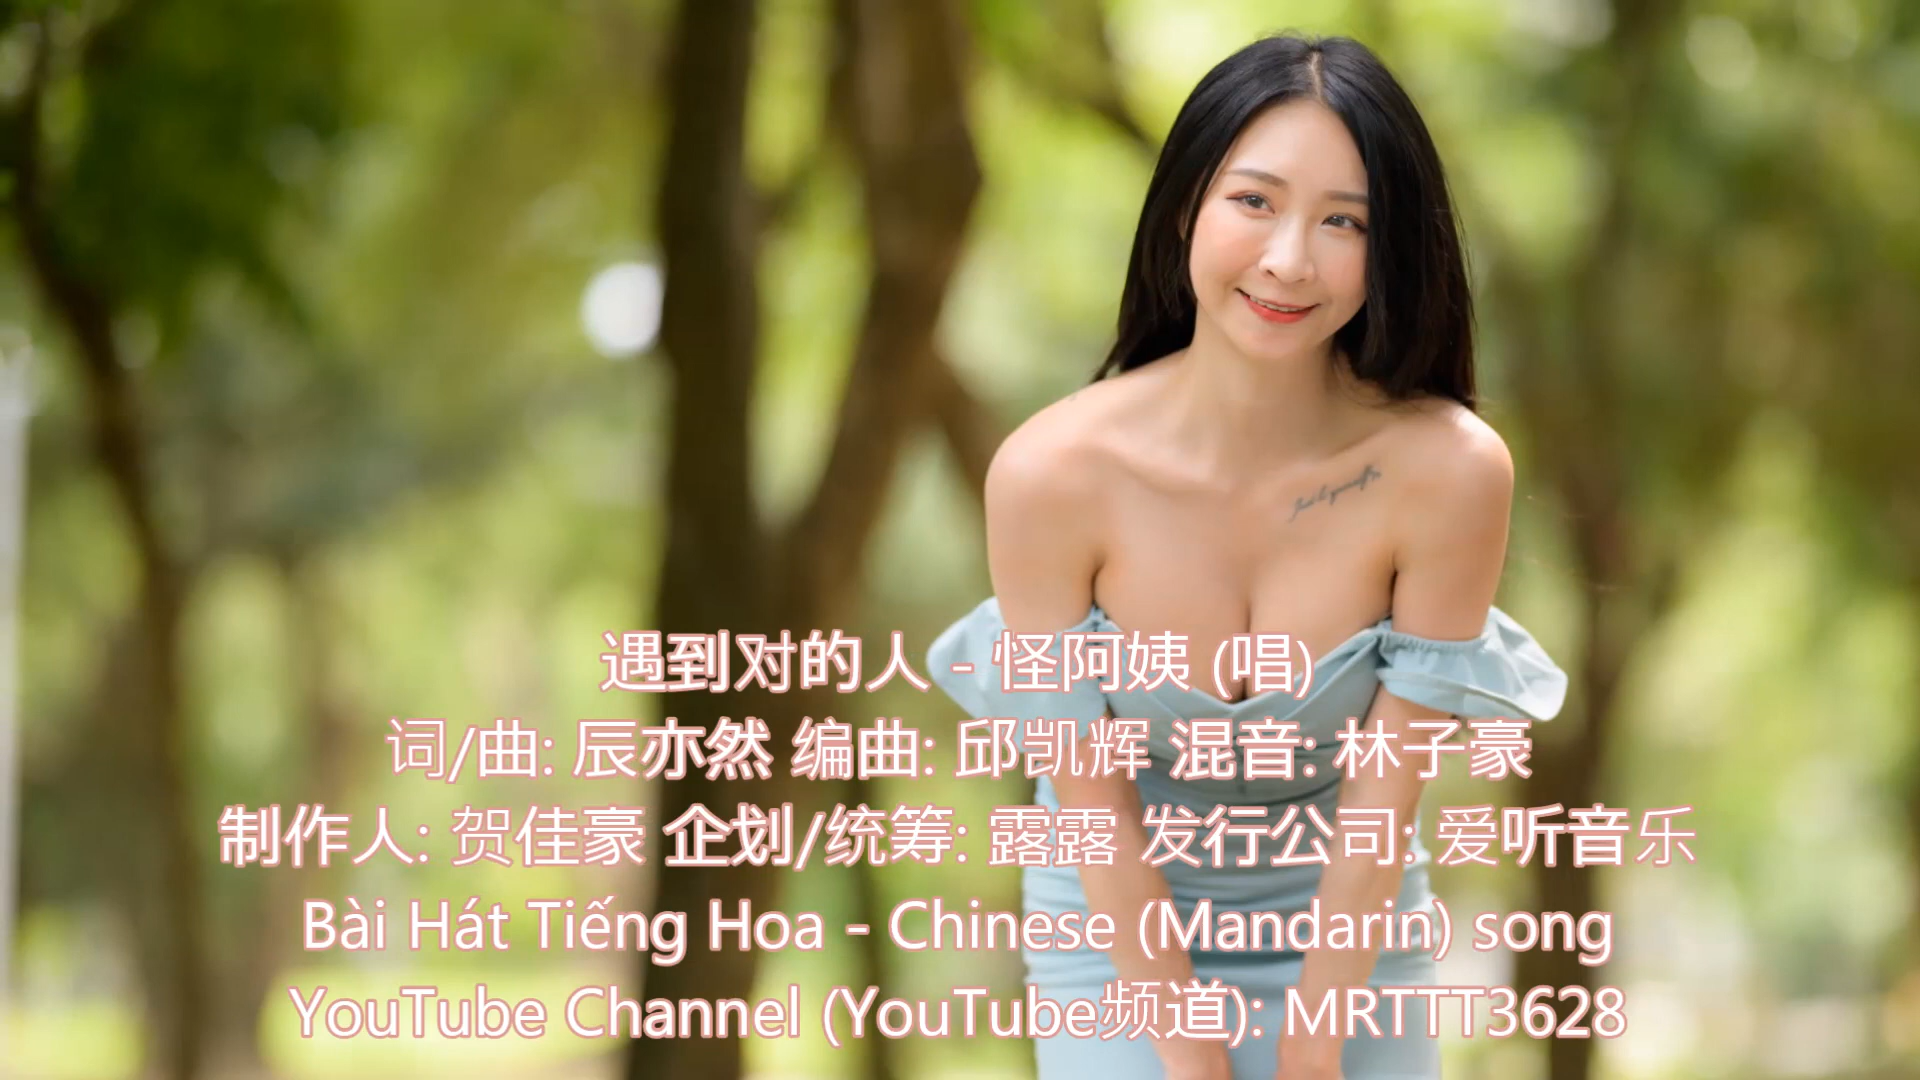 遇到对的人 - 怪阿姨 (唱)
词/曲: 辰亦然 编曲: 邱凯辉 混音: 林子豪
制作人: 贺佳豪 企划/统筹: 露露 发行公司: 爱听音乐
Bài Hát Tiếng Hoa - Chinese (Mandarin) song
YouTube Channel (YouTube频道): MRTTT3628